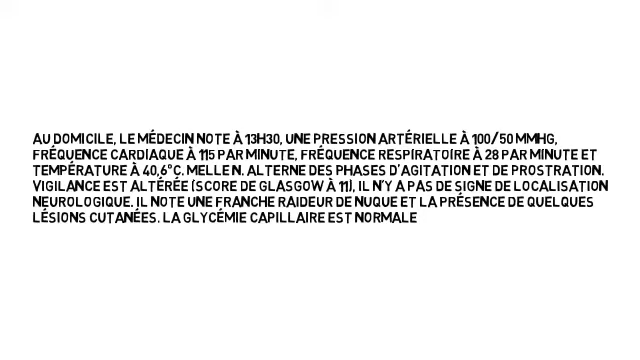 AU DOMICILE, LE MÉDECIN NOTE À 13H30, UNE PRESSION ARTÉRIELLE À 100/50 MMHG,
FRÉQUENCE CARDIAQUE À 115 PAR MINUTE, FRÉQUENCE RESPIRATOIRE À 28 PAR MINUTE ET
TEMPÉRATURE À 40,6°C. MELLE N. ALTERNE DES PHASES D'AGITATION ET DE PROSTRATION.
VIGILANCE EST ALTÉRÉE (SCORE DE GLASGOW À 11), IL N'Y A PAS DE SIGNE DE LOCALISATION
NEUROLOGIQUE. IL NOTE UNE FRANCHE RAIDEUR DE NUQUE ET LA PRÉSENCE DE QUELQUES
LÉSIONS CUTANÉES. LA GLYCÉMIE CAPILLAIRE EST NORMALE